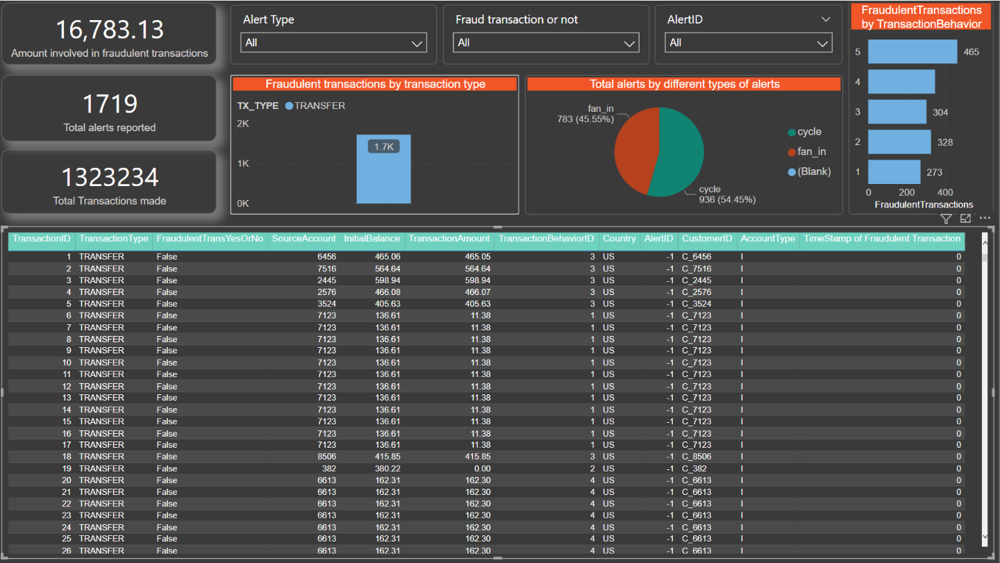 16,783.13
Amount involved in fraudulent transactions
1719
Total alerts reported
1323234
Total Transactions made
Alert Type
All
Fraud transaction or not
All
AlertID
All
Fraudulent transactions by transaction type
TX_TYPE TRANSFER
2K
1K
0K
1.7K
Total alerts by different types of alerts
fan_in
783 (45.55%)
cycle
936 (54.45%)
cycle
fan_in
(Blank)
FraudulentTransactions
by TransactionBehavior
5 465
4
3 304
2 328
1 273
0 200 400
FraudulentTransactions
TransactionID TransactionType FraudulentTransYesOrNo SourceAccount InitialBalance TransactionAmount TransactionBehaviorID Country AlertID CustomerID AccountType TimeStamp of Fraudulent Transaction
1 TRANSFER False 6456 465.06 465.05 3 US -1 C_6456 I 0
2 TRANSFER False 7516 564.64 564.64 3 US -1 C_7516 I 0
3 TRANSFER False 2445 598.94 598.94 3 US -1 C_2445 I 0
4 TRANSFER False 2576 466.08 466.07 3 US -1 C_2576 I 0
5 TRANSFER False 3524 405.63 405.63 3 US -1 C_3524 I 0
6 TRANSFER False 7123 136.61 11.38 1 US -1 C_7123 I 0
7 TRANSFER False 7123 136.61 11.38 1 US -1 C_7123 I 0
8 TRANSFER False 7123 136.61 11.38 1 US -1 C_7123 I 0
9 TRANSFER False 7123 136.61 11.38 1 US -1 C_7123 I 0
10 TRANSFER False 7123 136.61 11.38 1 US -1 C_7123 I 0
11 TRANSFER False 7123 136.61 11.38 1 US -1 C_7123 I 0
12 TRANSFER False 7123 136.61 11.38 1 US -1 C_7123 I 0
13 TRANSFER False 7123 136.61 11.38 1 US -1 C_7123 I 0
14 TRANSFER False 7123 136.61 11.38 1 US -1 C_7123 I 0
15 TRANSFER False 7123 136.61 11.38 1 US -1 C_7123 I 0
16 TRANSFER False 7123 136.61 11.38 1 US -1 C_7123 I 0
17 TRANSFER False 7123 136.61 11.38 1 US -1 C_7123 I 0
18 TRANSFER False 8506 415.85 415.85 3 US -1 C_8506 I 0
19 TRANSFER False 382 380.22 0.00 2 US -1 C_382 I 0
20 TRANSFER False 6613 162.31 162.30 4 US -1 C_6613 I 0
21 TRANSFER False 6613 162.31 162.30 4 US -1 C_6613 I 0
22 TRANSFER False 6613 162.31 162.30 4 US -1 C_6613 I 0
23 TRANSFER False 6613 162.31 162.30 4 US -1 C_6613 I 0
24 TRANSFER False 6613 162.31 162.30 4 US -1 C_6613 I 0
25 TRANSFER False 6613 162.31 162.30 4 US -1 C_6613 I 0
26 TRANSFER False 6613 162.31 162.30 4 US -1 C_6613 I 0